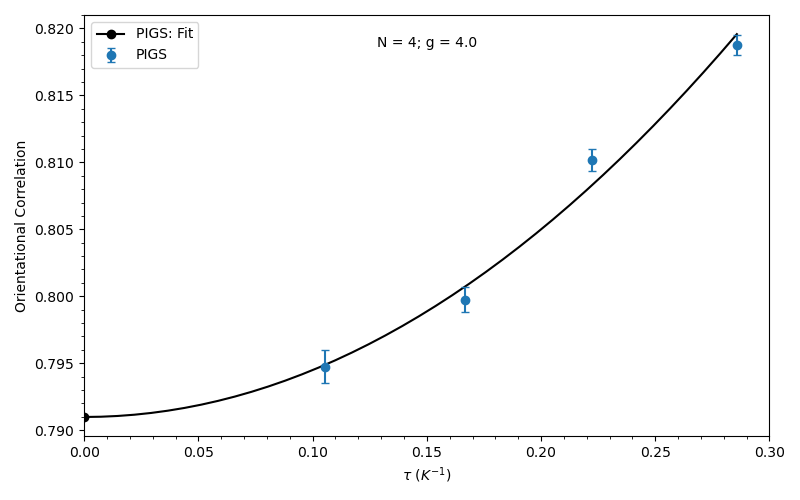 PIGS: Fit
PIGS
N = 4; g = 4.0
0.820
0.815
0.810
0.805
0.800
0.795
0.790
Orientational Correlation
0.00 0.05 0.10 0.15 0.20 0.25 0.30
τ (K⁻¹)